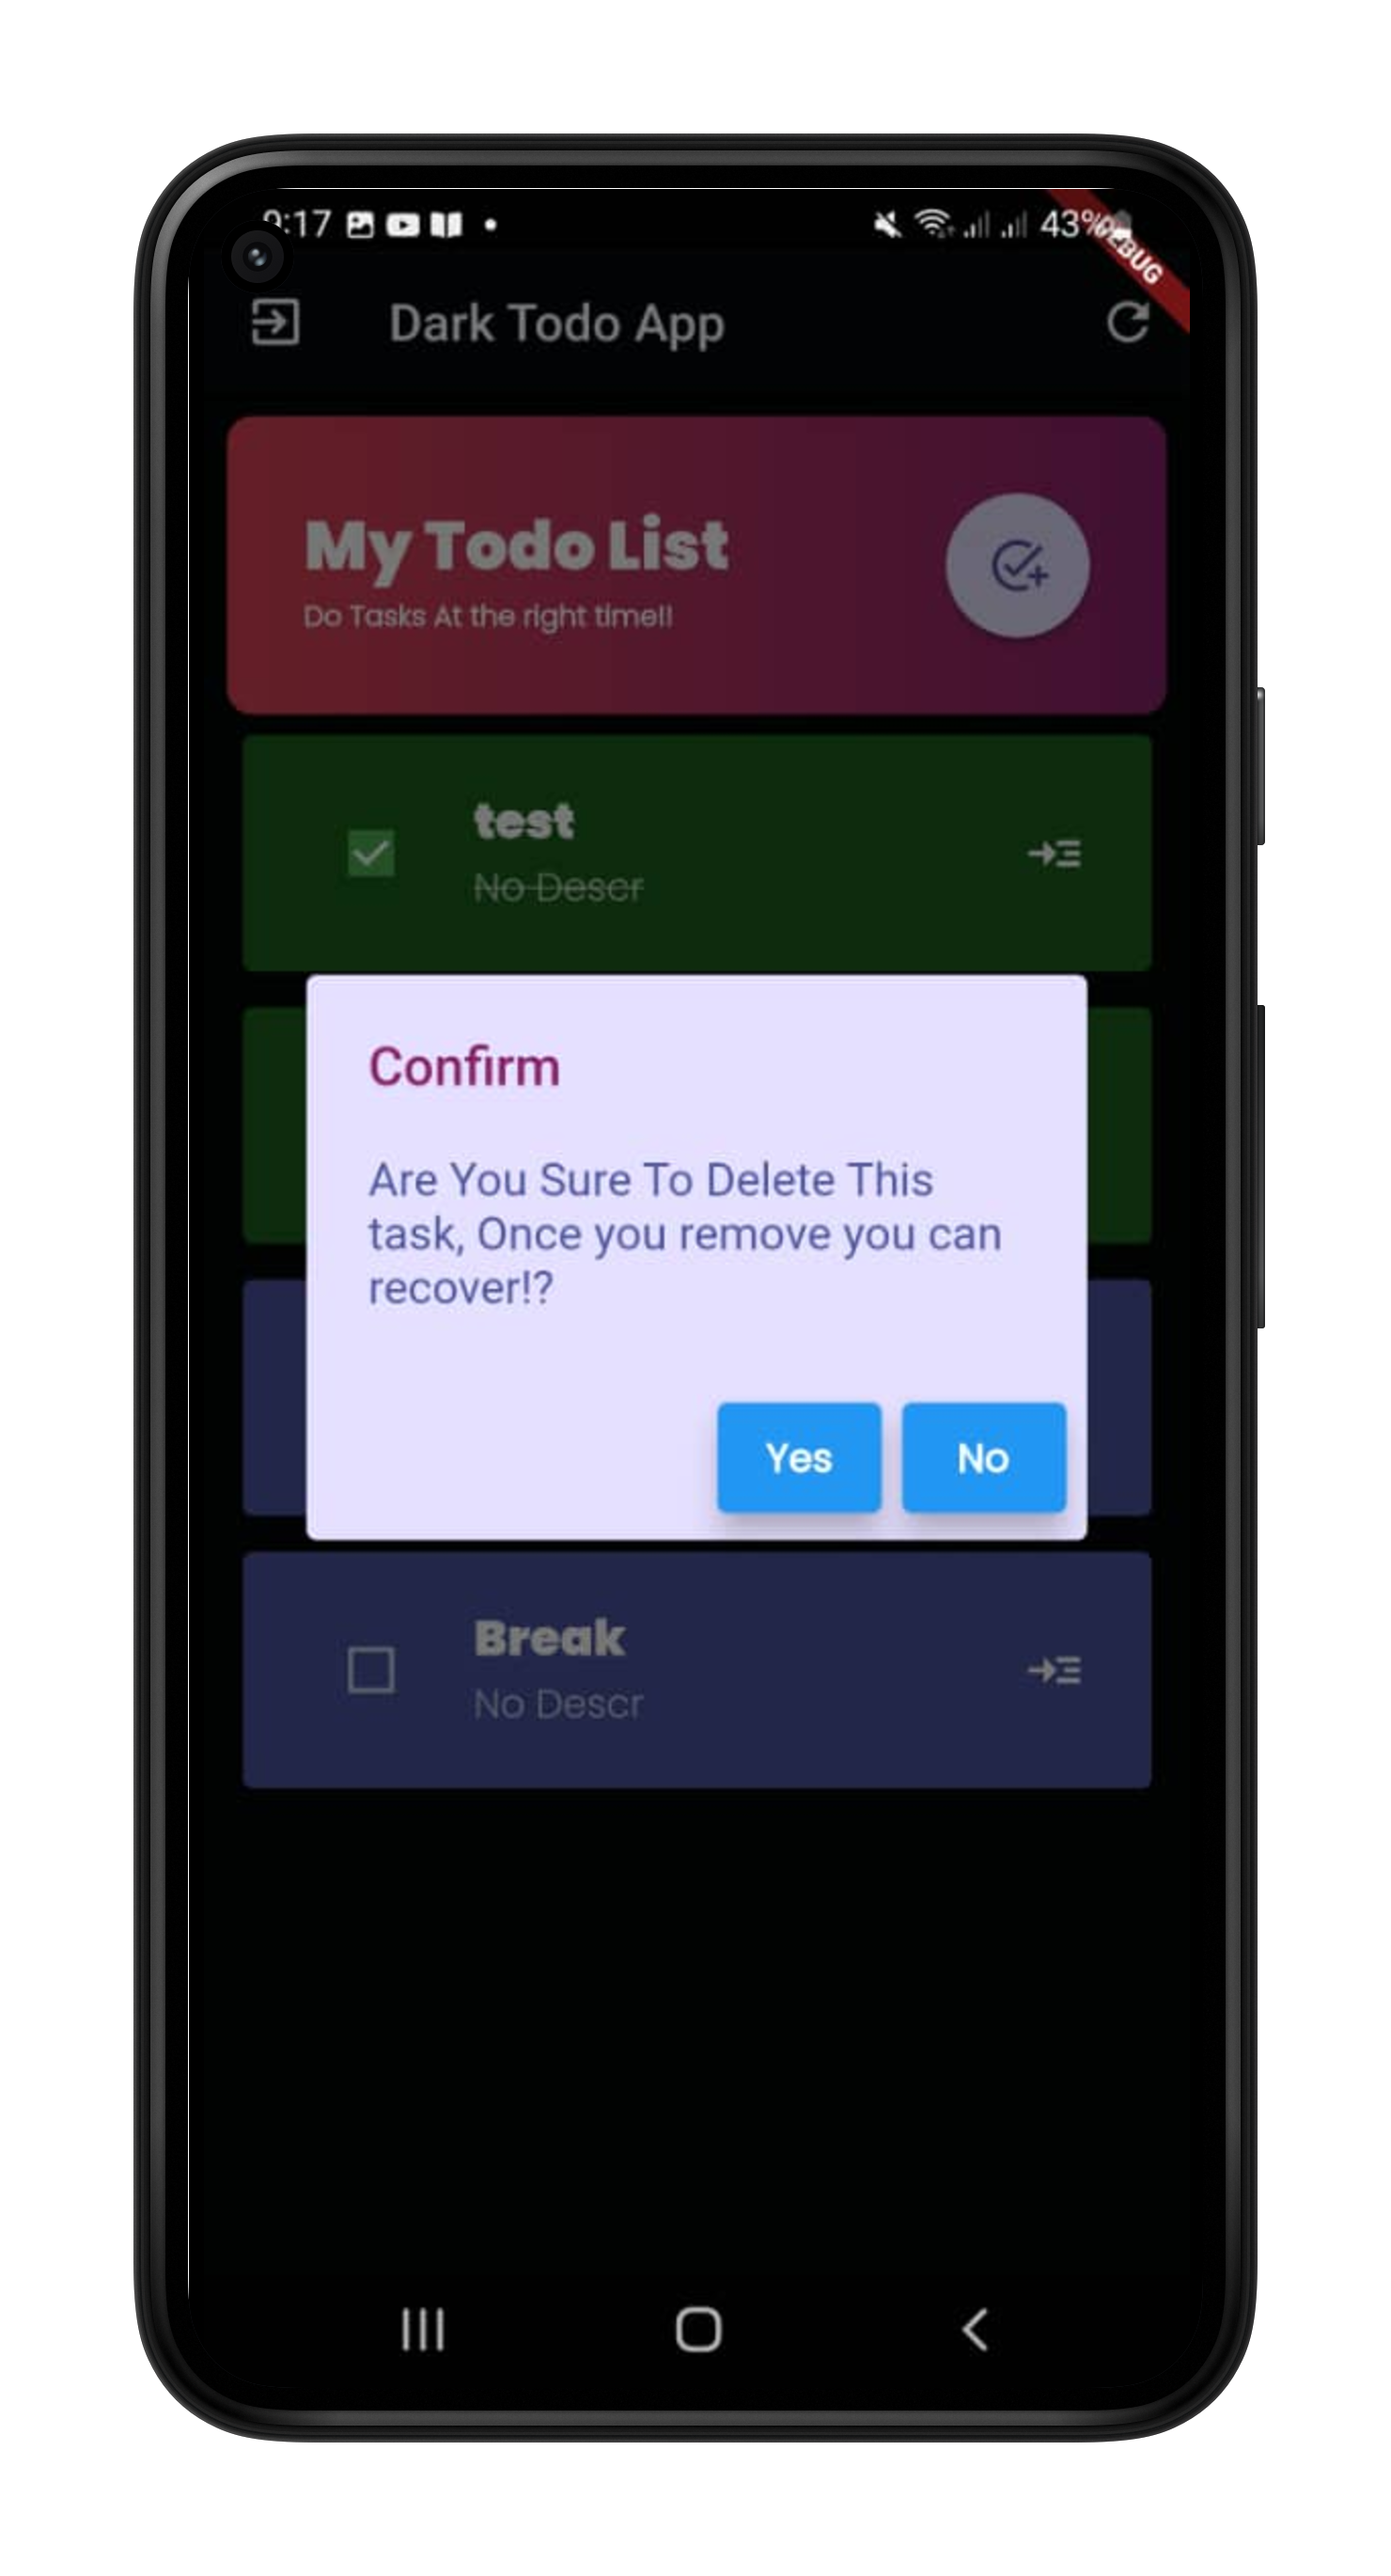 9:17 43%
DEBUG
Dark Todo App
My Todo List
Do Tasks At the right time!!
test
No Descr
Confirm
Are You Sure To Delete This
task, Once you remove you can
recover!?
Yes No
Break
No Descr